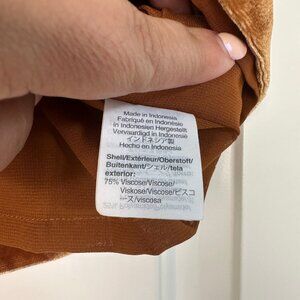 Made in Indonesia
Fabriqué en Indonésie
in Indonesien Hergestellt
Vervaardigd in Indonesië
インドネシア製
Hecho en Indonesia
Shell/Extérieur/Oberstoff/
Buitenkant/シェル/tela
exterior:
75% Viscose/Viscose/
Viskose/Viscose/ビスコ
ース/viscosa